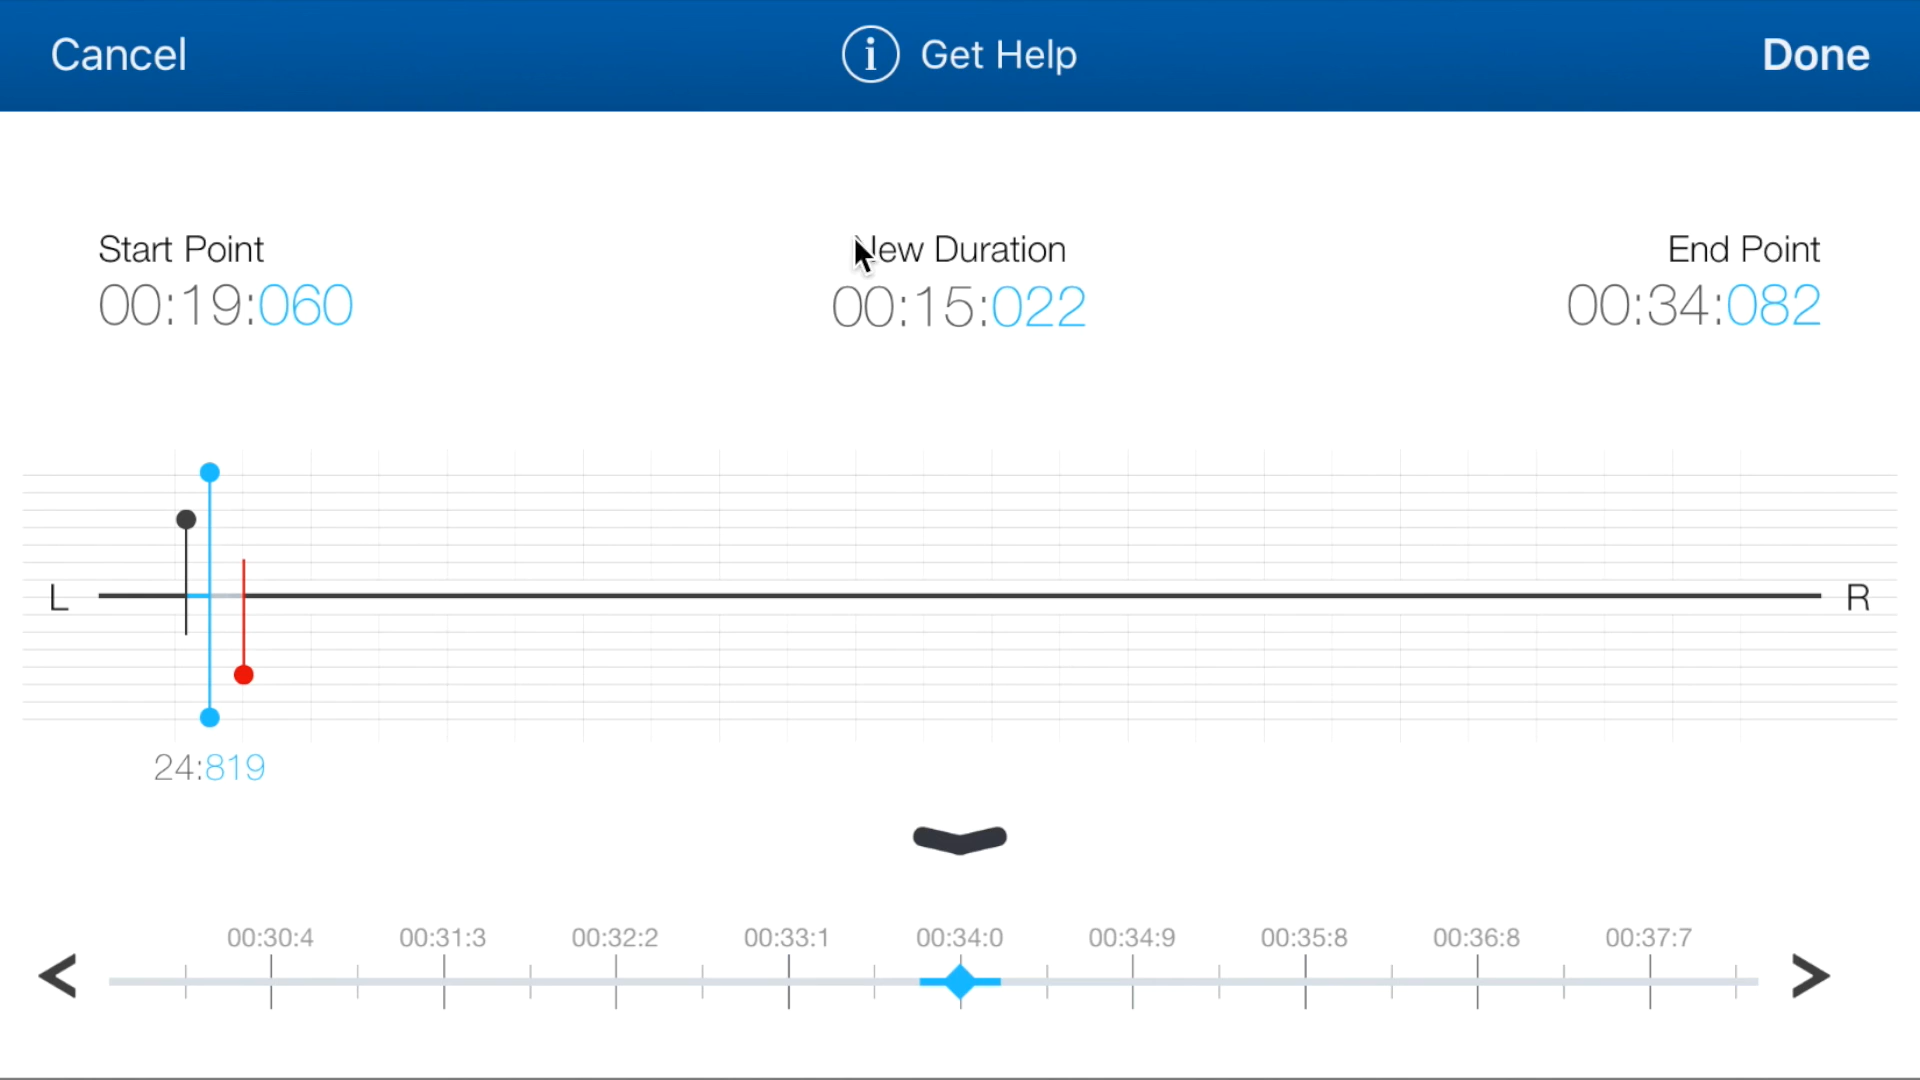 Cancel
i Get Help
Done
Start Point
00:19:060
New Duration
00:15:022
End Point
00:34:082
L
R
24:819
00:30:4 00:31:3 00:32:2 00:33:1 00:34:0 00:34:9 00:35:8 00:36:8 00:37:7